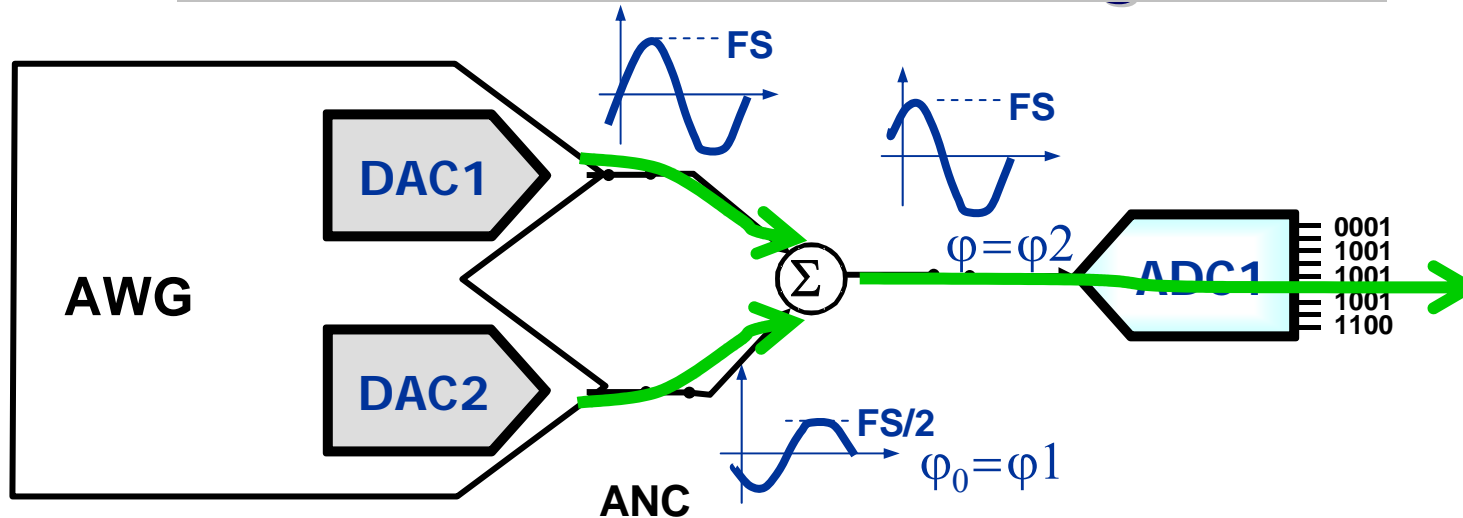 FS
FS
DAC1
φ=φ2
0001
1001
1001
1001
1100
ADC1
Σ
AWG
DAC2
FS/2
φ₀=φ1
ANC